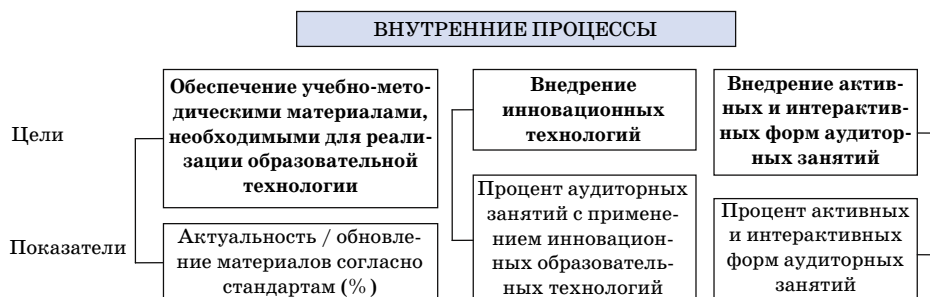 ВНУТРЕННИЕ ПРОЦЕССЫ
Цели
Обеспечение учебно-мето-
дическими материалами,
необходимыми для реали-
зации образовательной
технологии
Внедрение
инновационных
технологий
Внедрение актив-
ных и интерактив-
ных форм аудитор-
ных занятий
Показатели
Актуальность / обновле-
ние материалов согласно
стандартам (%)
Процент аудиторных
занятий с примене-
нием инновацион-
ных образователь-
ных технологий
Процент активных
и интерактивных
форм аудиторных
занятий